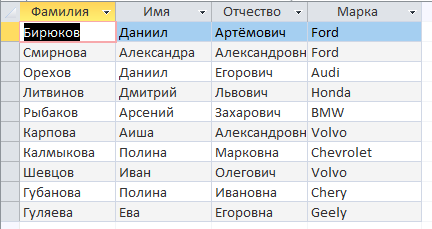 Фамилия Имя Отчество Марка
Бирюков Даниил Артёмович Ford
Смирнова Александра Александровн Ford
Орехов Даниил Егорович Audi
Литвинов Дмитрий Львович Honda
Рыбаков Арсений Захарович BMW
Карпова Аиша Александровн Volvo
Калмыкова Полина Марковна Chevrolet
Шевцов Иван Олегович Volvo
Губанова Полина Ивановна Chery
Гуляева Ева Егоровна Geely